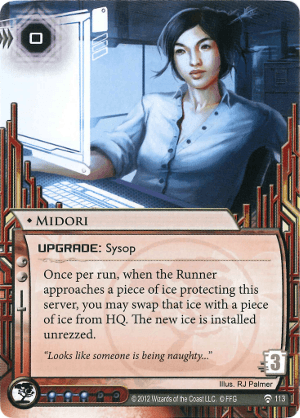 0
MIDORI
UPGRADE: Sysop
Once per run, when the Runner
approaches a piece of ice protecting this
server, you may swap that ice with a piece
of ice from HQ. The new ice is installed
unrezzed.
"Looks like someone is being naughty..."
3
Illus. RJ Palmer
© 2012 Wizards of the Coast LLC. © FFG 113